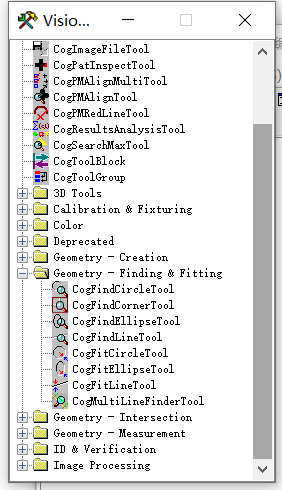 Visio...
CogImageFileTool
CogPatInspectTool
CogPMAlignMultiTool
CogPMAlignTool
CogPMRedLineTool
CogResultsAnalysisTool
CogSearchMaxTool
CogToolBlock
CogToolGroup
3D Tools
Calibration & Fixturing
Color
Deprecated
Geometry - Creation
Geometry - Finding & Fitting
CogFindCircleTool
CogFindCornerTool
CogFindEllipseTool
CogFindLineTool
CogFitCircleTool
CogFitEllipseTool
CogFitLineTool
CogMultiLineFinderTool
Geometry - Intersection
Geometry - Measurement
ID & Verification
Image Processing